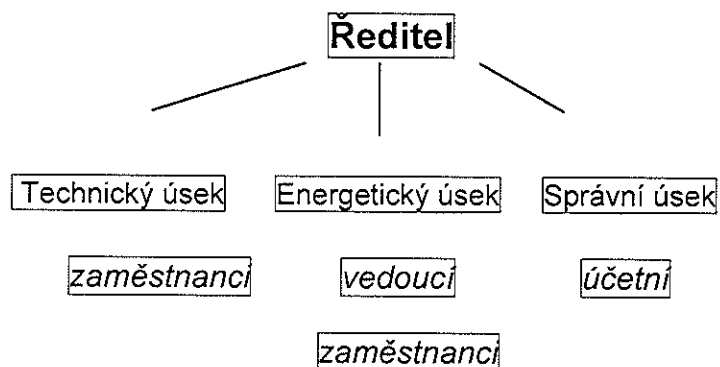 Ředitel
Technický úsek Energetický úsek Správní úsek
zaměstnanci vedoucí účetní
zaměstnanci